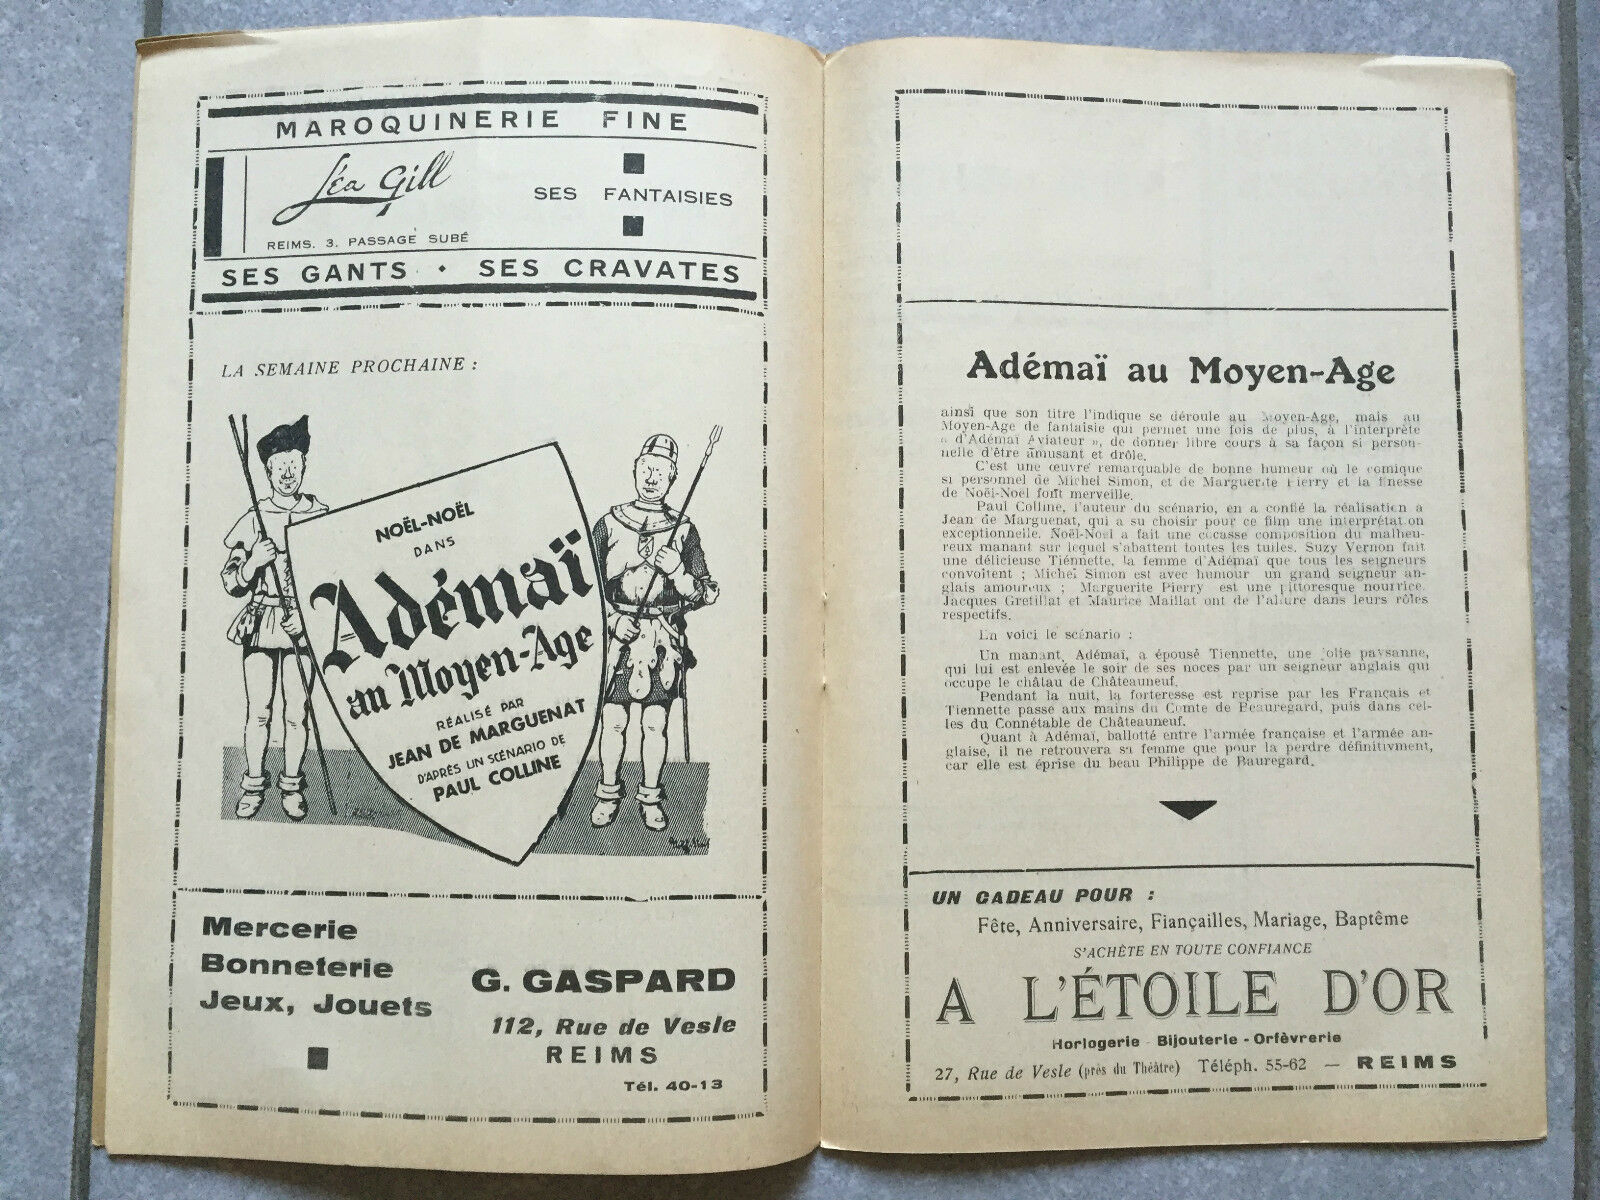 MAROQUINERIE FINE
Léa Gill
SES FANTAISIES
REIMS. 3. PASSAGE SUBÉ
SES GANTS • SES CRAVATES
LA SEMAINE PROCHAINE :
NOËL-NOËL
DANS
Adémaï
au Moyen-Age
RÉALISÉ PAR
JEAN DE MARGUENAT
D'APRÈS UN SCÉNARIO DE
PAUL COLLINE
Mercerie
Bonneterie
Jeux, Jouets
G. GASPARD
112, Rue de Vesle
REIMS
Tél. 40-13
Adémaï au Moyen-Age
ainsi que son titre l'indique se déroule au Moyen-Age, mais au
Moyen-Age de fantaisie qui permet une fois de plus, à l'interprète
« d'Adémaï Aviateur », de donner libre cours à sa façon si person-
nelle d'être amusant et drôle.
C'est une œuvre remarquable de bonne humeur où le comique
si personnel de Michel Simon, et de Marguerite Pierry et la finesse
de Noël-Noel font merveille.
Paul Colline, l'auteur du scénario, en a confié la réalisation a
Jean de Marguenat, qui a su choisir pour ce film une interprétation
exceptionnelle. Noël-Noel a fait une cocasse composition du malheu-
reux manant sur lequel s'abattent toutes les tuiles. Suzy Vernon fait
une délicieuse Tiénnette, la femme d'Adémaï que tous les seigneurs
convoitent ; Michel Simon est avec humour un grand seigneur an-
glais amoureux ; Marguerite Pierry est une pittoresque nourrice.
Jacques Gretillat et Maurice Maillat ont de l'allure dans leurs rôles
respectifs.
En voici le scénario :
Un manant, Adémaï, a épousé Tiennette, une jolie paysanne,
qui lui est enlevée le soir de ses noces par un seigneur anglais qui
occupe le châtau de Châteauneuf.
Pendant la nuit, la forteresse est reprise par les Français et
Tiennette passe aux mains du Comte de Beauregard, puis dans cel-
les du Connétable de Châteauneuf.
Quant à Adémaï, ballotté entre l'armée française et l'armée an-
glaise, il ne retrouvera sa femme que pour la perdre définitivment,
car elle est éprise du beau Philippe de Bauregard.
UN CADEAU POUR :
Fête, Anniversaire, Fiançailles, Mariage, Baptême
S'ACHÈTE EN TOUTE CONFIANCE
A L'ÉTOILE D'OR
Horlogerie - Bijouterie - Orfèvrerie
27, Rue de Vesle (près du Théâtre) Téléph. 55-62 — REIMS